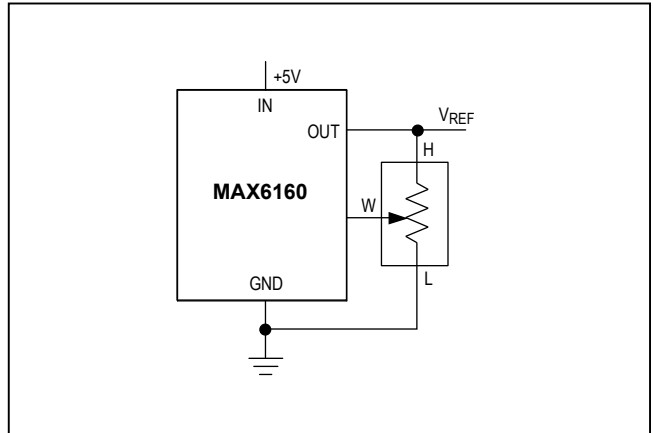 +5V
IN
OUT
VREF
H
MAX6160
W
GND
L